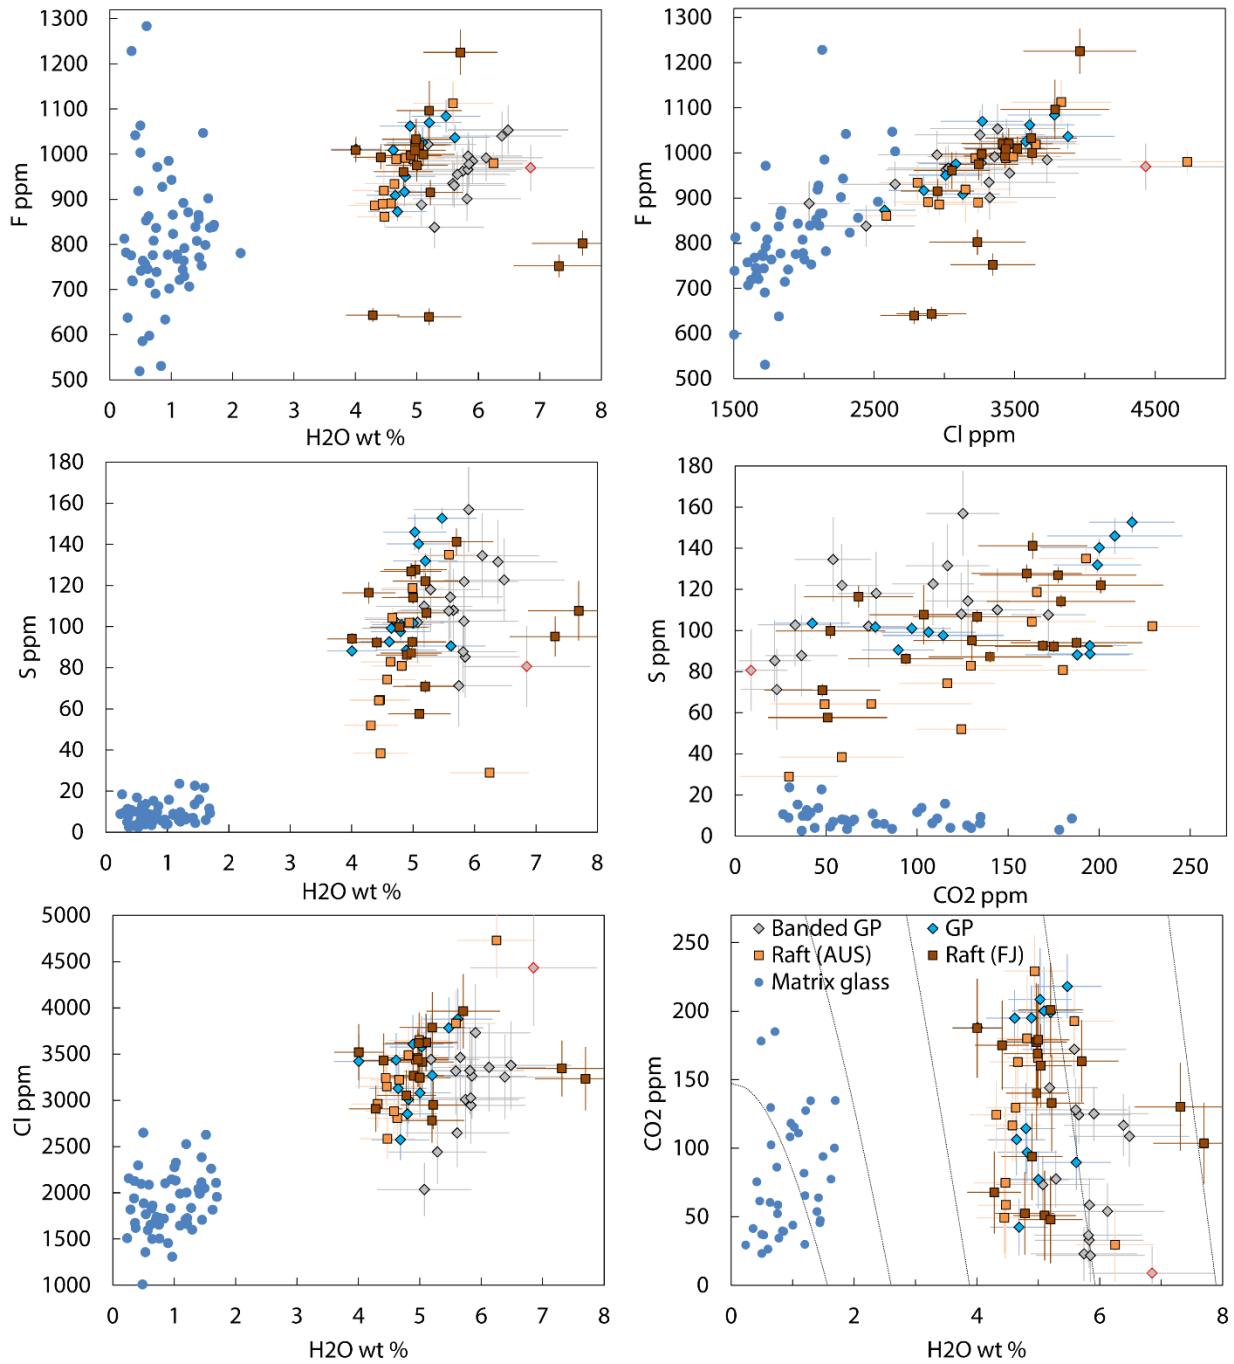 1300
1200
1100
1000
900
800
700
600
500
F ppm
0 1 2 3 4 5 6 7 8
H2O wt %
1300
1200
1100
1000
900
800
700
600
500
F ppm
1500 2500 3500 4500
Cl ppm
180
160
140
120
100
80
60
40
20
0
S ppm
0 1 2 3 4 5 6 7 8
H2O wt %
180
160
140
120
100
80
60
40
20
0
S ppm
0 50 100 150 200 250
CO2 ppm
5000
4500
4000
3500
3000
2500
2000
1500
1000
Cl ppm
0 1 2 3 4 5 6 7 8
H2O wt %
250
200
150
100
50
0
CO2 ppm
Banded GP GP
Raft (AUS) Raft (FJ)
Matrix glass
0 2 4 6 8
H2O wt %